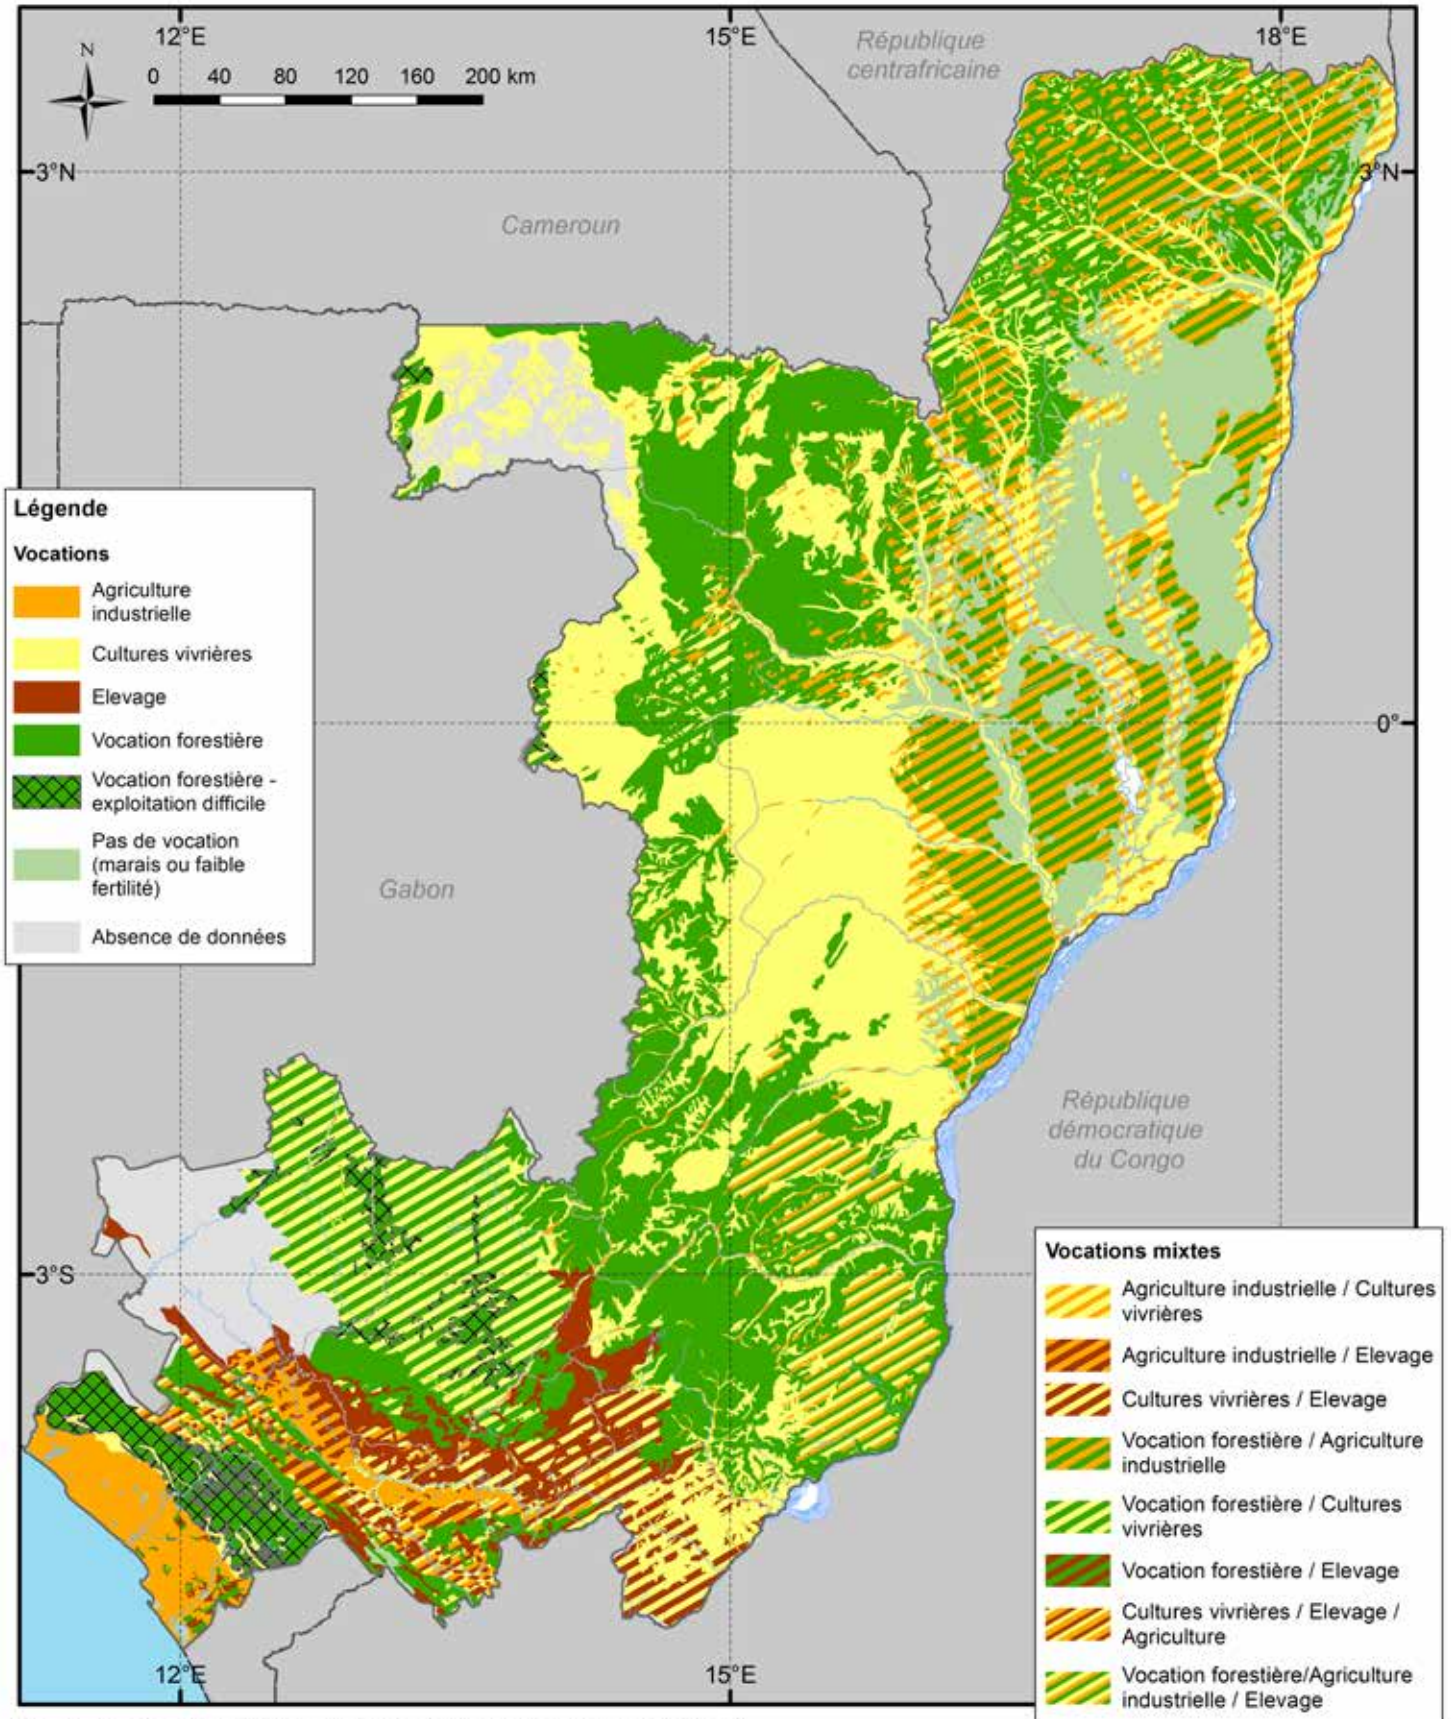 12°E
15°E
18°E
N
0 40 80 120 160 200 km
République
centrafricaine
3°N
3°N
Cameroun
Légende
Vocations
Agriculture
industrielle
Cultures vivrières
Elevage
Vocation forestière
Vocation forestière -
exploitation difficile
Pas de vocation
(marais ou faible
fertilité)
Absence de données
0°
Gabon
République
démocratique
du Congo
3°S
Vocations mixtes
Agriculture industrielle / Cultures
vivrières
Agriculture industrielle / Elevage
Cultures vivrières / Elevage
Vocation forestière / Agriculture
industrielle
Vocation forestière / Cultures
vivrières
Vocation forestière / Elevage
Cultures vivrières / Elevage /
Agriculture
Vocation forestière/Agriculture
industrielle / Elevage
12°E
15°E